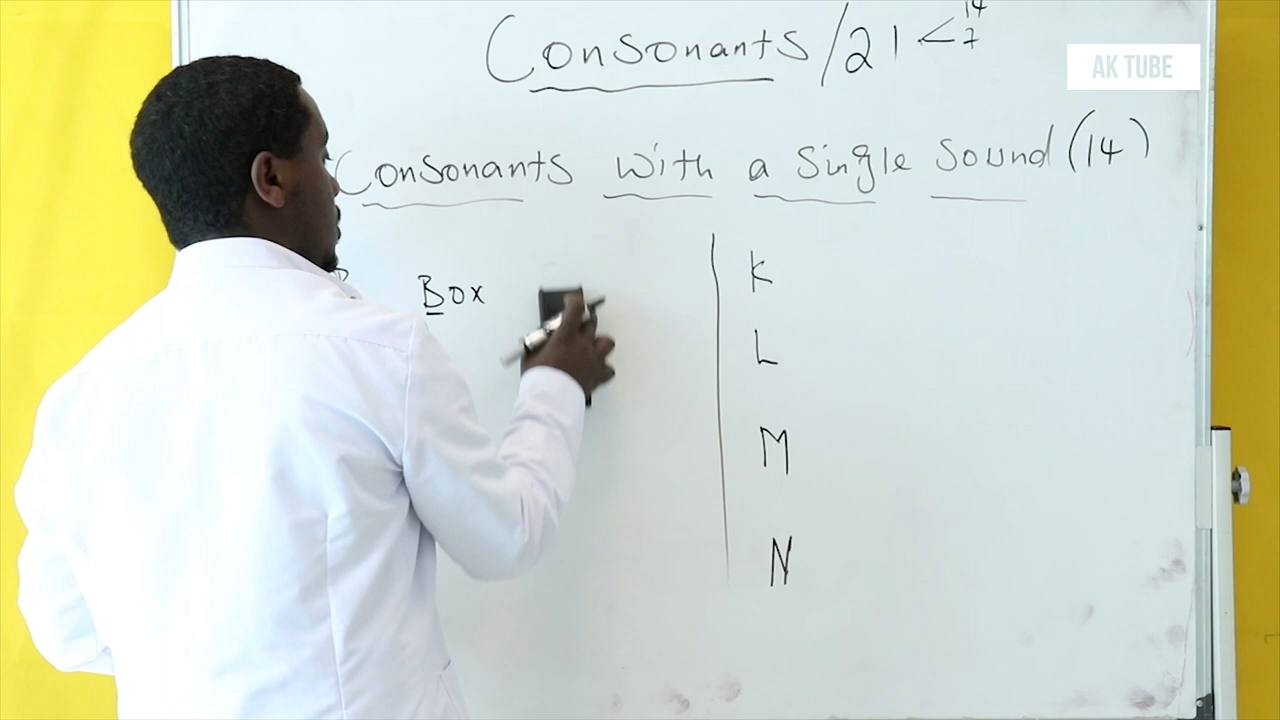 Consonants /21 < 14
7
AK TUBE
Consonants with a single sound (14)
Box
K
L
M
N